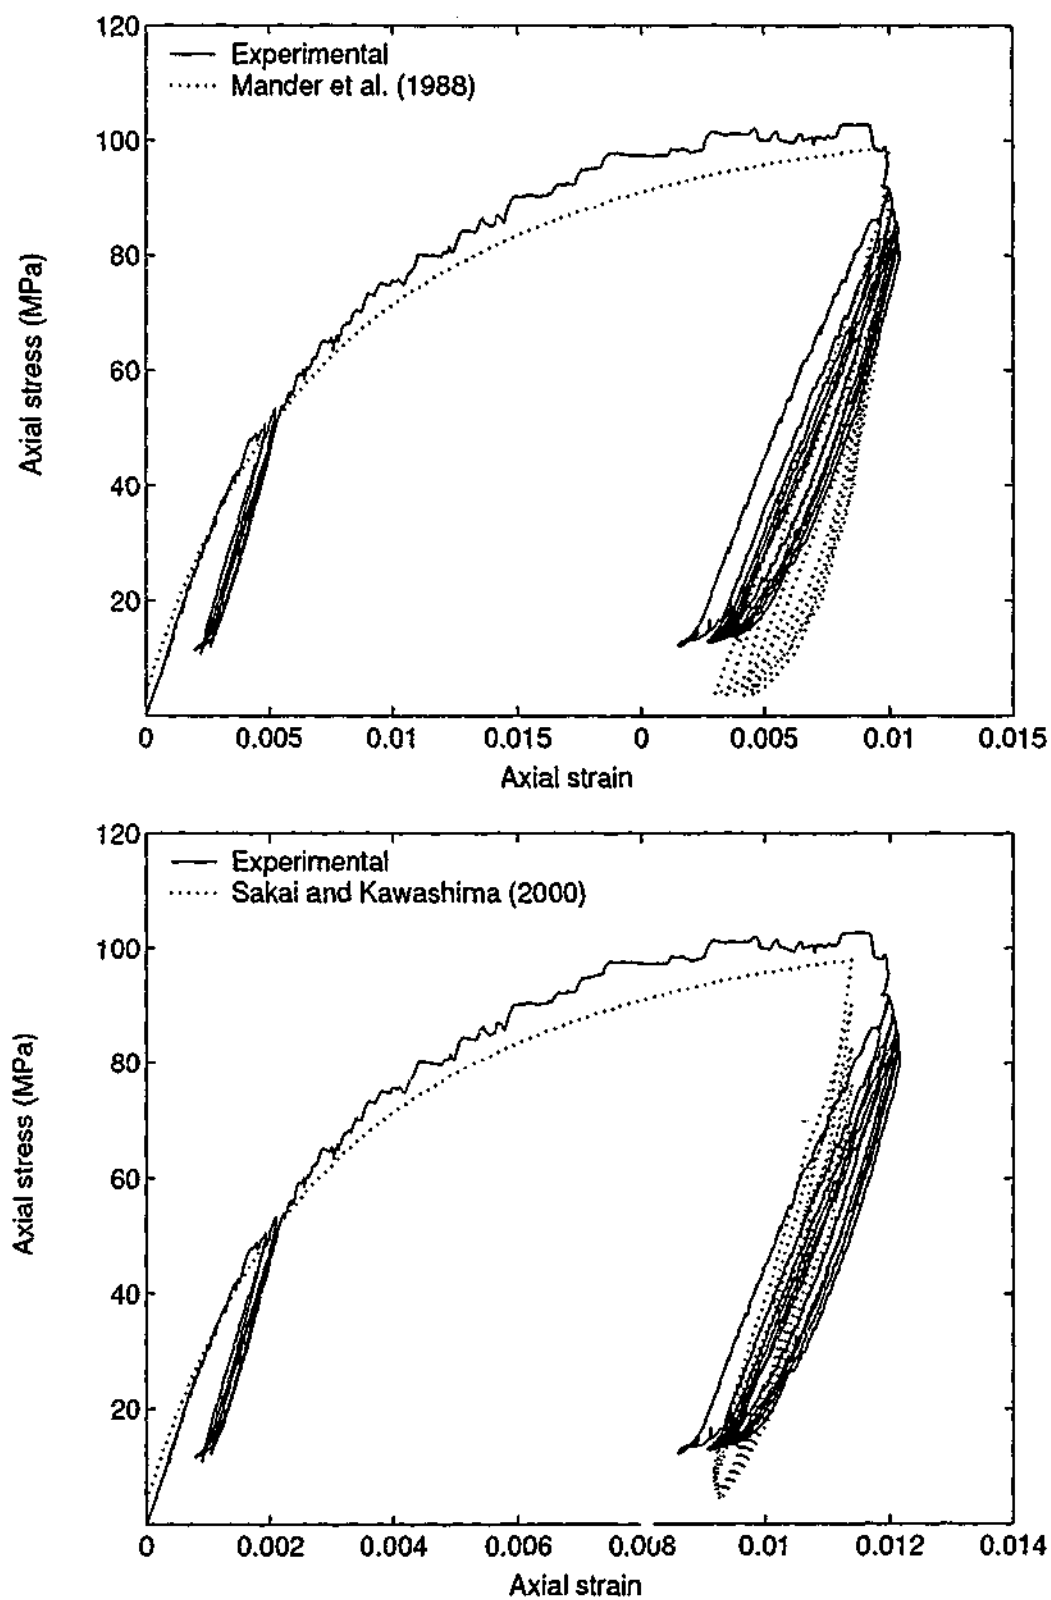 120
Experimental
Mander et al. (1988)
100
80
60
40
20
Axial stress (MPa)
0 0.005 0.01 0.015 0 0.005 0.01 0.015
Axial strain
120
Experimental
Sakai and Kawashima (2000)
100
80
60
40
20
Axial stress (MPa)
0 0.002 0.004 0.006 0.008 0.01 0.012 0.014
Axial strain